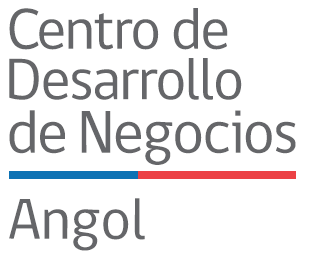 Centro de
Desarrollo
de Negocios
Angol